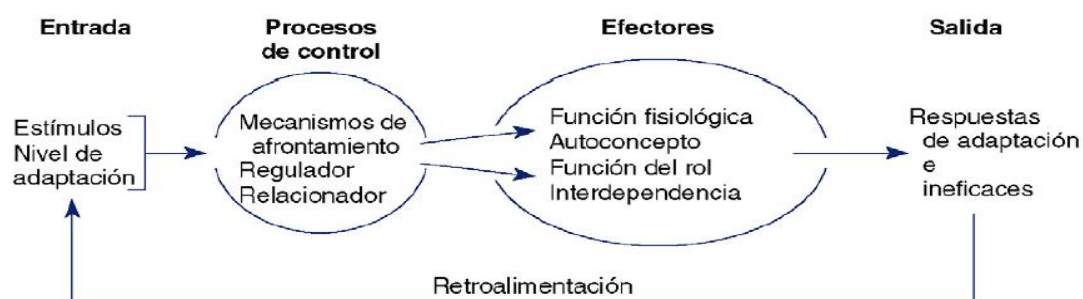 Entrada
Procesos
de control
Efectores
Salida
Estímulos
Nivel de
adaptación
Mecanismos de
afrontamiento
Regulador
Relacionador
Función fisiológica
Autoconcepto
Función del rol
Interdependencia
Respuestas
de adaptación
e
ineficaces
Retroalimentación